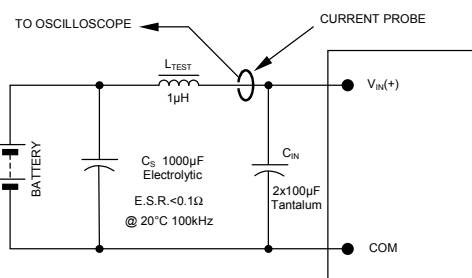 TO OSCILLOSCOPE
CURRENT PROBE
LTEST
1µH
VIN(+)
BATTERY
CS 1000µF
Electrolytic
E.S.R.<0.1Ω
@ 20°C 100kHz
CIN
2x100µF
Tantalum
COM